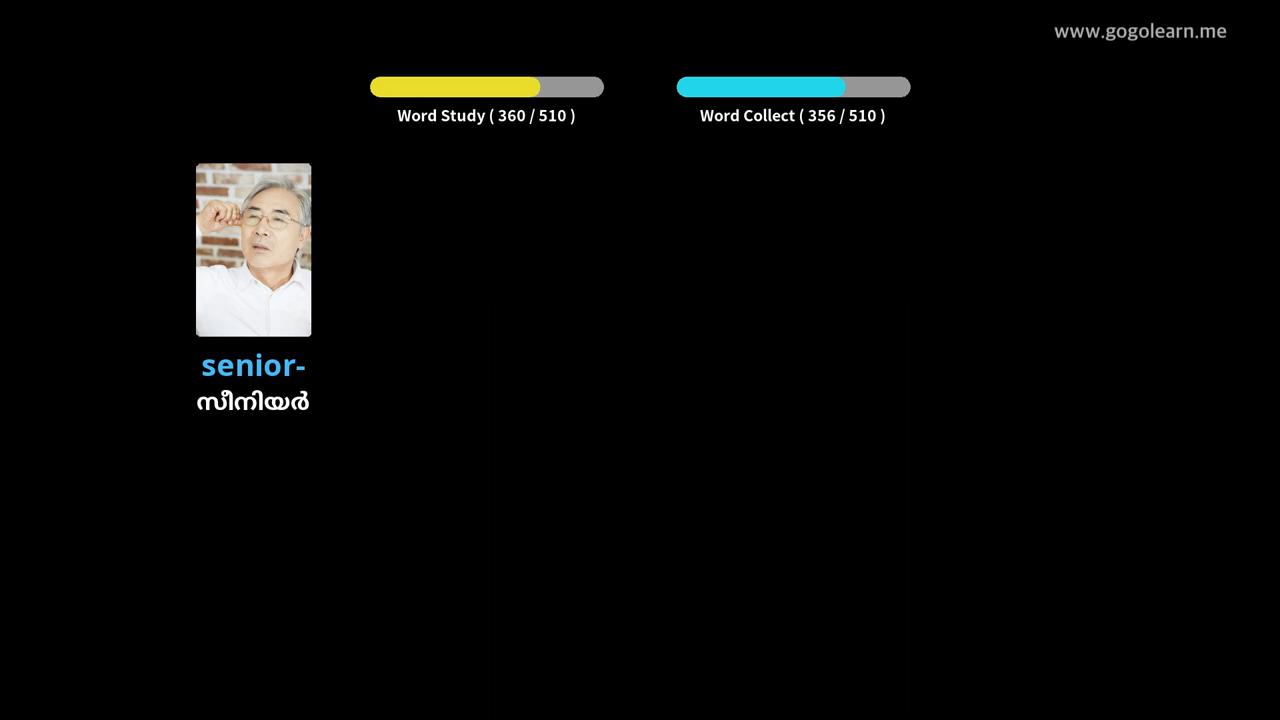 www.gogolearn.me
Word Study ( 360 / 510 )
Word Collect ( 356 / 510 )
senior-
സീനിയർ